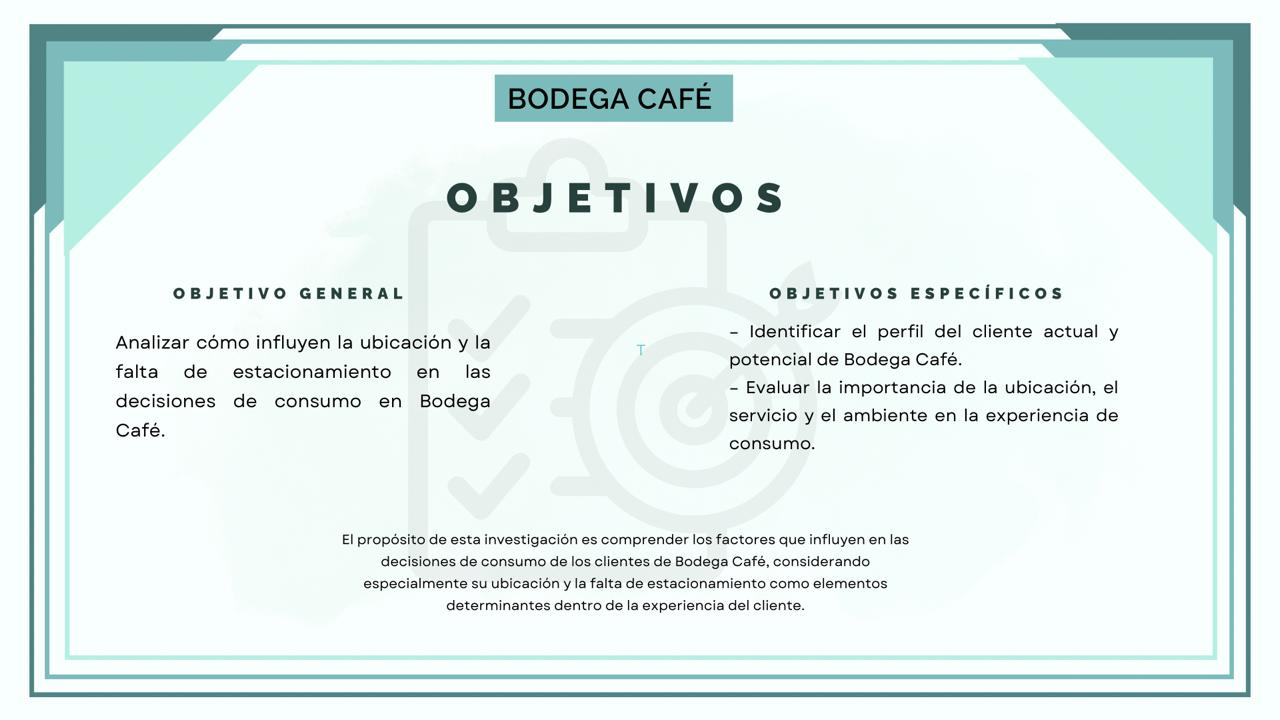 BODEGA CAFÉ
OBJETIVOS
OBJETIVO GENERAL
Analizar cómo influyen la ubicación y la
falta de estacionamiento en las
decisiones de consumo en Bodega
Café.
T
OBJETIVOS ESPECÍFICOS
– Identificar el perfil del cliente actual y
potencial de Bodega Café.
– Evaluar la importancia de la ubicación, el
servicio y el ambiente en la experiencia de
consumo.
El propósito de esta investigación es comprender los factores que influyen en las
decisiones de consumo de los clientes de Bodega Café, considerando
especialmente su ubicación y la falta de estacionamiento como elementos
determinantes dentro de la experiencia del cliente.